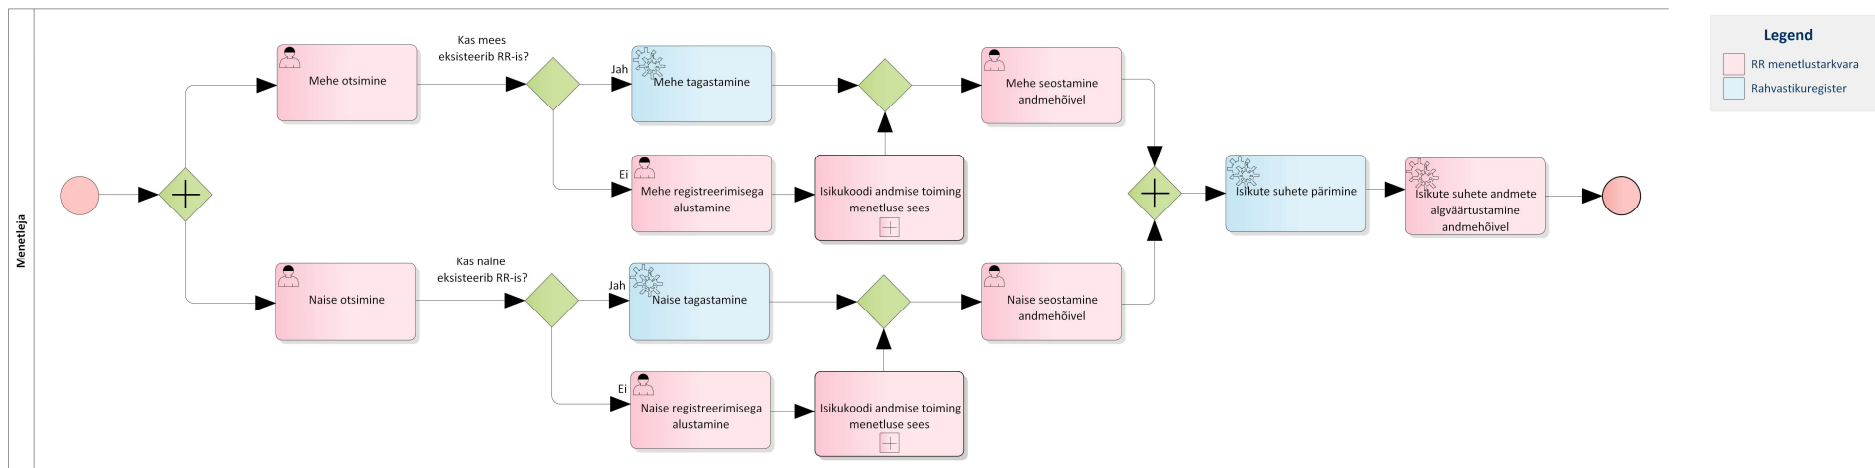 Menetleja
Mehe otsimine
Kas mees
eksisteerib RR-is?
Jah
Mehe tagastamine
Ei
Mehe registreerimisega
alustamine
Isikukoodi andmise toiming
menetluse sees
Mehe seostamine
andmehõivel
Naise otsimine
Kas naine
eksisteerib RR-is?
Jah
Naise tagastamine
Ei
Naise registreerimisega
alustamine
Isikukoodi andmise toiming
menetluse sees
Naise seostamine
andmehõivel
Isikute suhete pärimine
Isikute suhete andmete
algväärtustamine
andmehõivel
Legend
RR menetlustarkvara
Rahvastikuregister